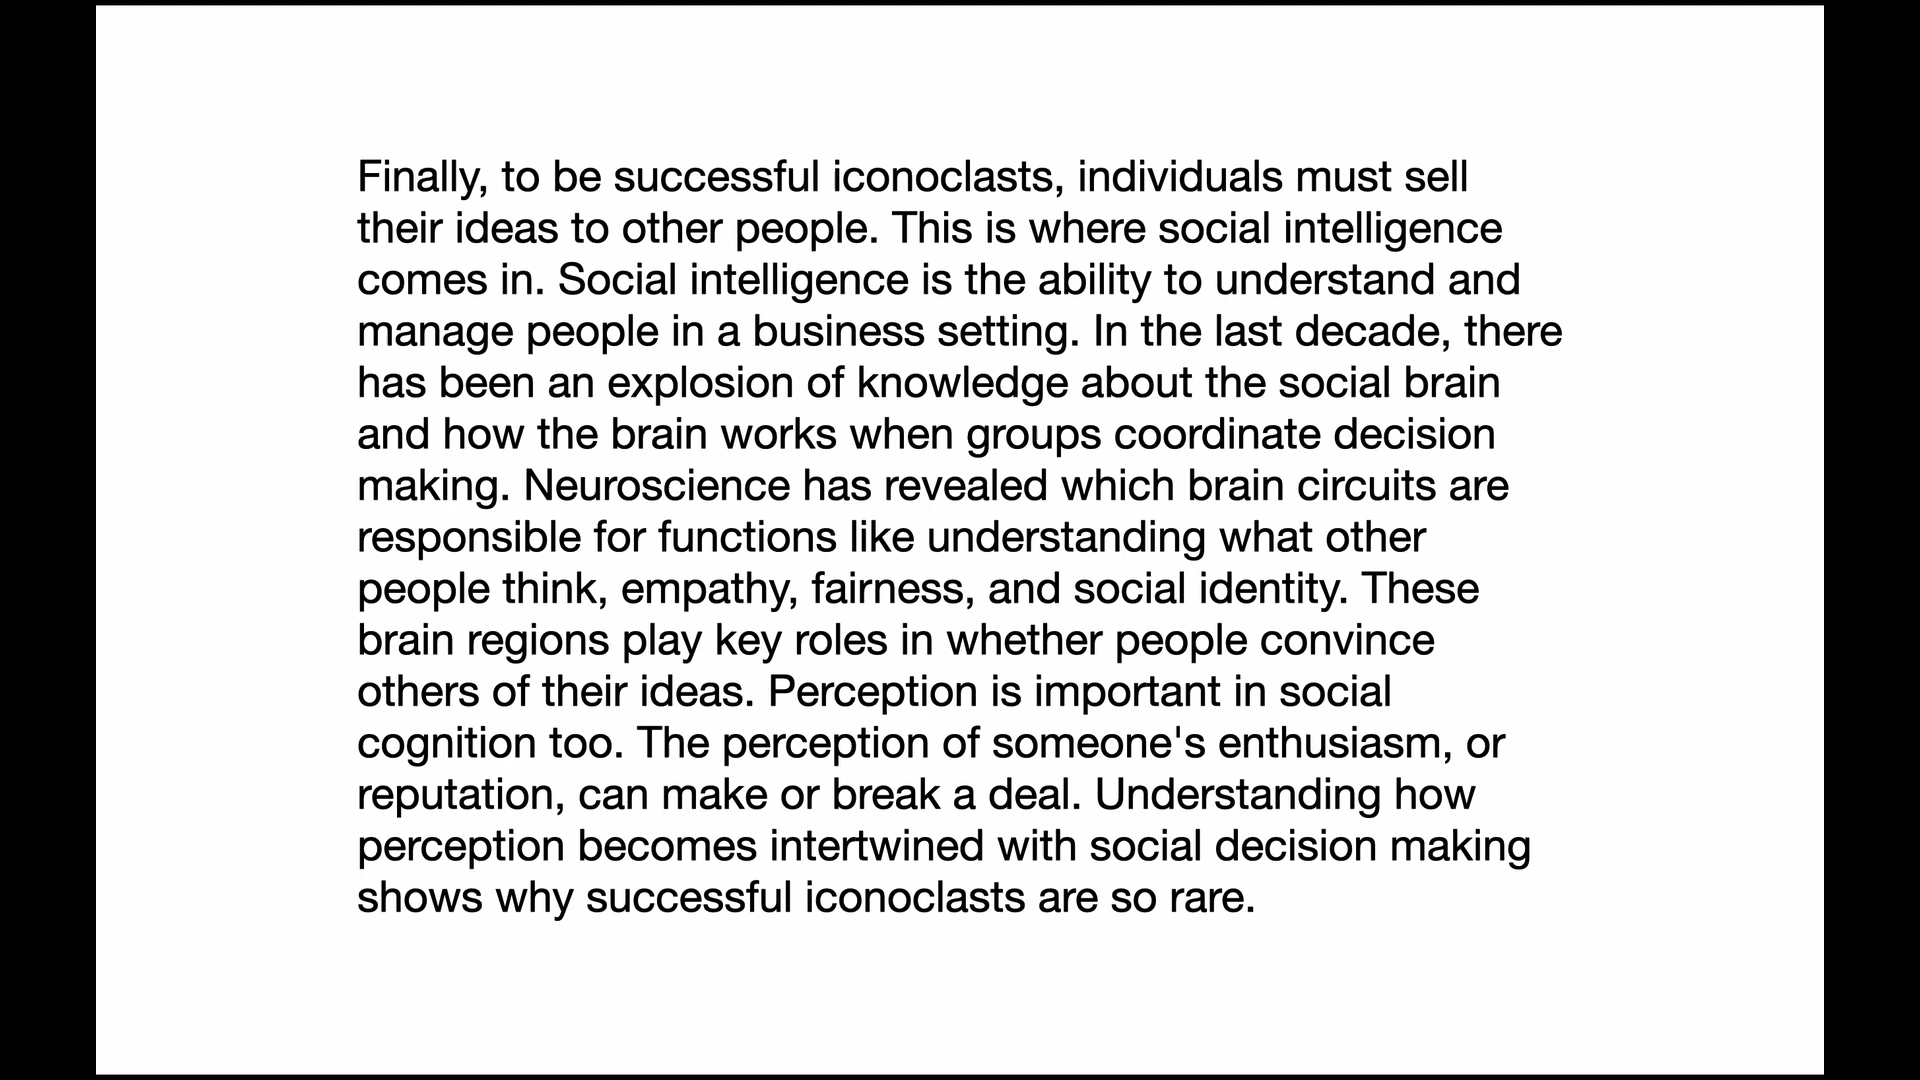 Finally, to be successful iconoclasts, individuals must sell
their ideas to other people. This is where social intelligence
comes in. Social intelligence is the ability to understand and
manage people in a business setting. In the last decade, there
has been an explosion of knowledge about the social brain
and how the brain works when groups coordinate decision
making. Neuroscience has revealed which brain circuits are
responsible for functions like understanding what other
people think, empathy, fairness, and social identity. These
brain regions play key roles in whether people convince
others of their ideas. Perception is important in social
cognition too. The perception of someone's enthusiasm, or
reputation, can make or break a deal. Understanding how
perception becomes intertwined with social decision making
shows why successful iconoclasts are so rare.